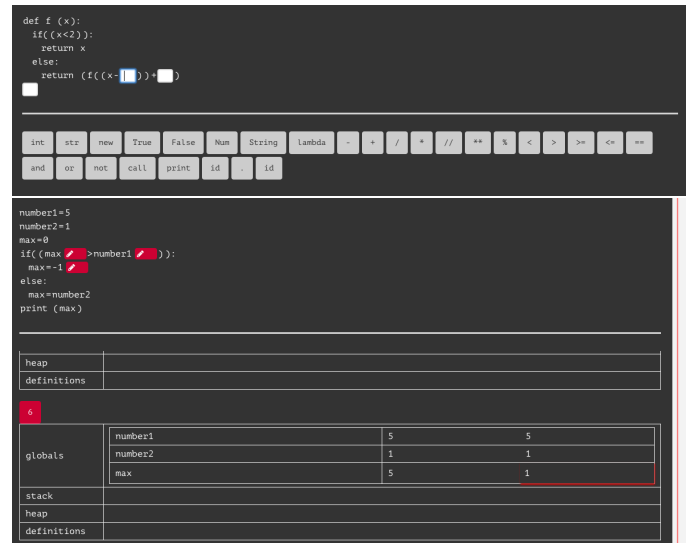 def f (x):
if((x<2)):
return x
else:
return (f((x- ))+ )
int str new True False Num String Lambda - + / * // ** % < > >= <= ==
and or not call print id . id
number1=5
number2=1
max=0
if((max >number1 )):
max=-1
else:
max=number2
print (max)
heap
definitions
6
globals
number1 5 5
number2 1 1
max 5 1
stack
heap
definitions